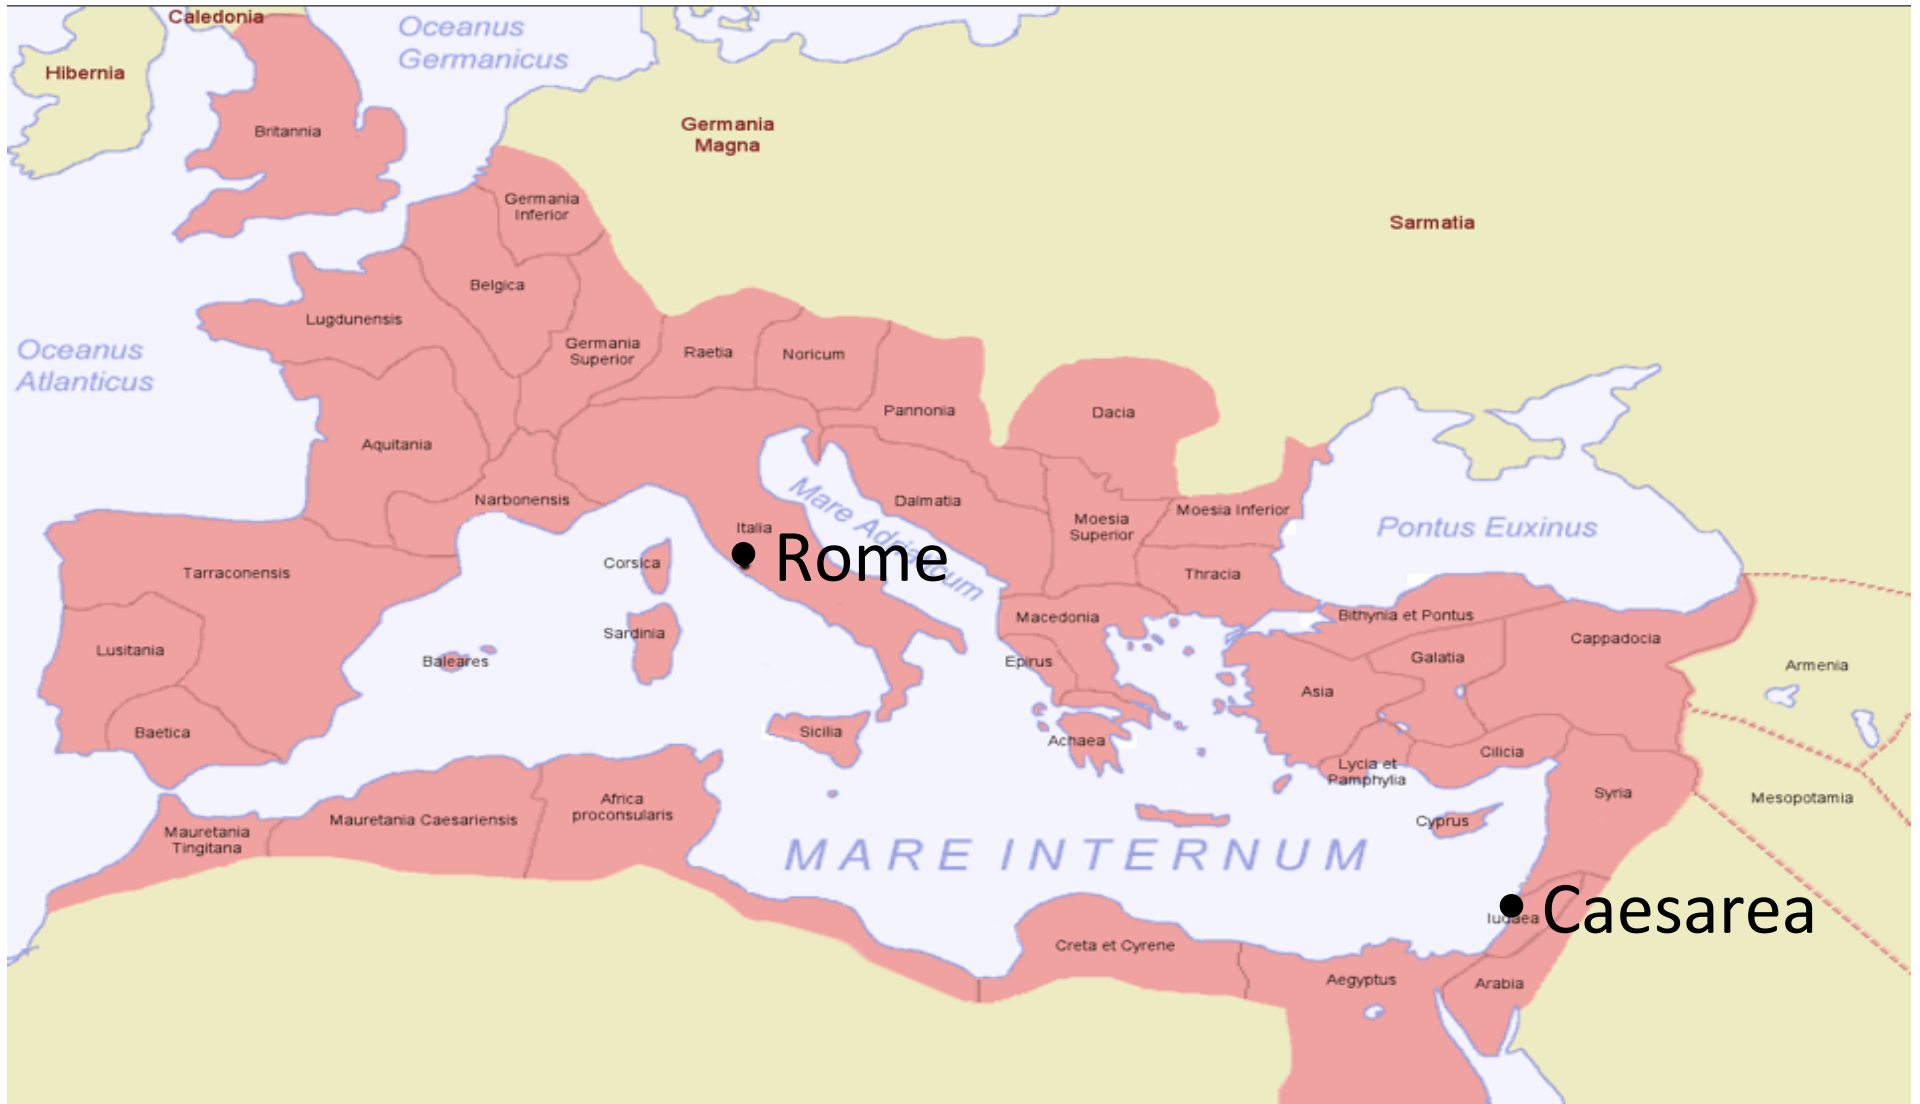 Caledonia
Oceanus
Germanicus
Hibernia
Britannia
Germania
Magna
Germania
Inferior
Sarmatia
Belgica
Lugdunensis
Oceanus
Atlanticus
Germania
Superior
Raetia
Noricum
Pannonia
Dacia
Aquitania
Narbonensis
Mare Adriaticum
Dalmatia
Moesia
Superior
Moesia Inferior
Pontus Euxinus
Italia
Rome
Corsica
Tarraconensis
Thracia
Macedonia
Bithynia et Pontus
Cappadocia
Sardinia
Lusitania
Baleares
Epirus
Galatia
Armenia
Asia
Baetica
Sicilia
Achaea
Cilicia
Lycia et
Pamphylia
Syria
Mesopotamia
Africa
proconsularis
Mauretania Caesariensis
Mauretania
Tingitana
Cyprus
MARE INTERNUM
Iudaea
Caesarea
Creta et Cyrene
Aegyptus
Arabia